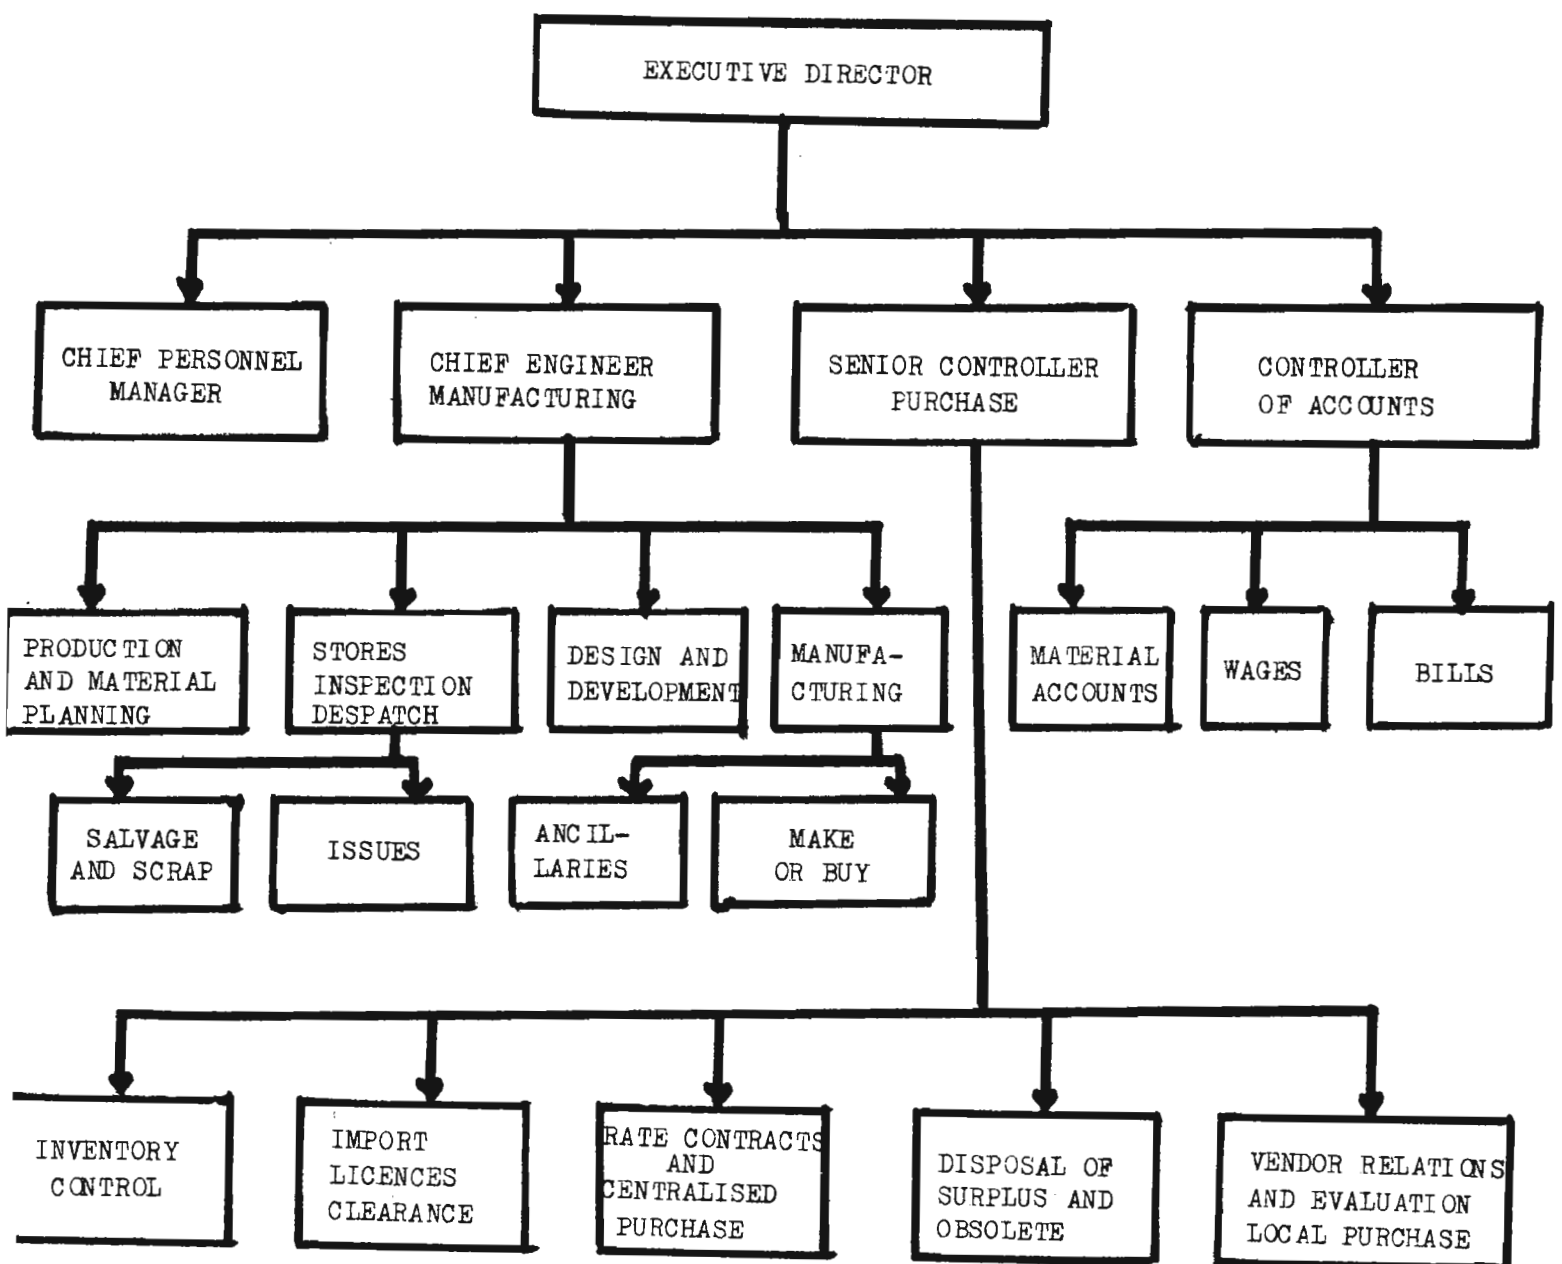 EXECUTIVE DIRECTOR
CHIEF PERSONNEL
MANAGER
CHIEF ENGINEER
MANUFACTURING
SENIOR CONTROLLER
PURCHASE
CONTROLLER
OF ACCOUNTS
PRODUCTION
AND MATERIAL
PLANNING
STORES
INSPECTION
DESPATCH
DESIGN AND
DEVELOPMENT
MANUFA-
CTURING
MATERIAL
ACCOUNTS
WAGES
BILLS
SALVAGE
AND SCRAP
ISSUES
ANCIL-
LARIES
MAKE
OR BUY
INVENTORY
CONTROL
IMPORT
LICENCES
CLEARANCE
RATE CONTRACTS
AND
CENTRALISED
PURCHASE
DISPOSAL OF
SURPLUS AND
OBSOLETE
VENDOR RELATIONS
AND EVALUATION
LOCAL PURCHASE